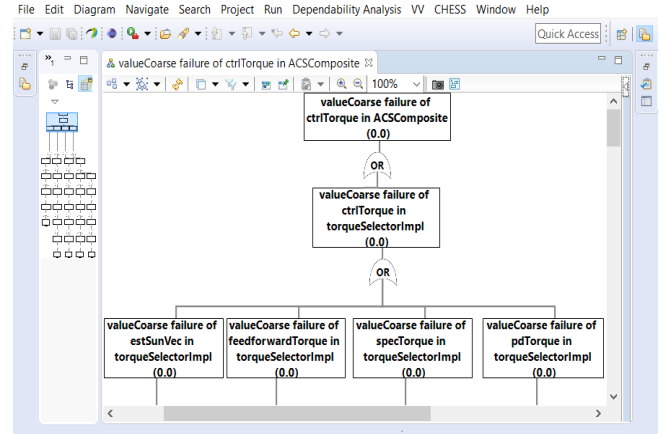 File Edit Diagram Navigate Search Project Run Dependability Analysis VV CHESS Window Help
Quick Access
valueCoarse failure of ctrlTorque in ACSComposite
100%
valueCoarse failure of
ctrlTorque in ACSComposite
(0.0)
OR
valueCoarse failure of
ctrlTorque in
torqueSelectorImpl
(0.0)
OR
valueCoarse failure of
estSunVec in
torqueSelectorImpl
(0.0)
valueCoarse failure of
feedforwardTorque in
torqueSelectorImpl
(0.0)
valueCoarse failure of
specTorque in
torqueSelectorImpl
(0.0)
valueCoarse failure of
pdTorque in
torqueSelectorImpl
(0.0)